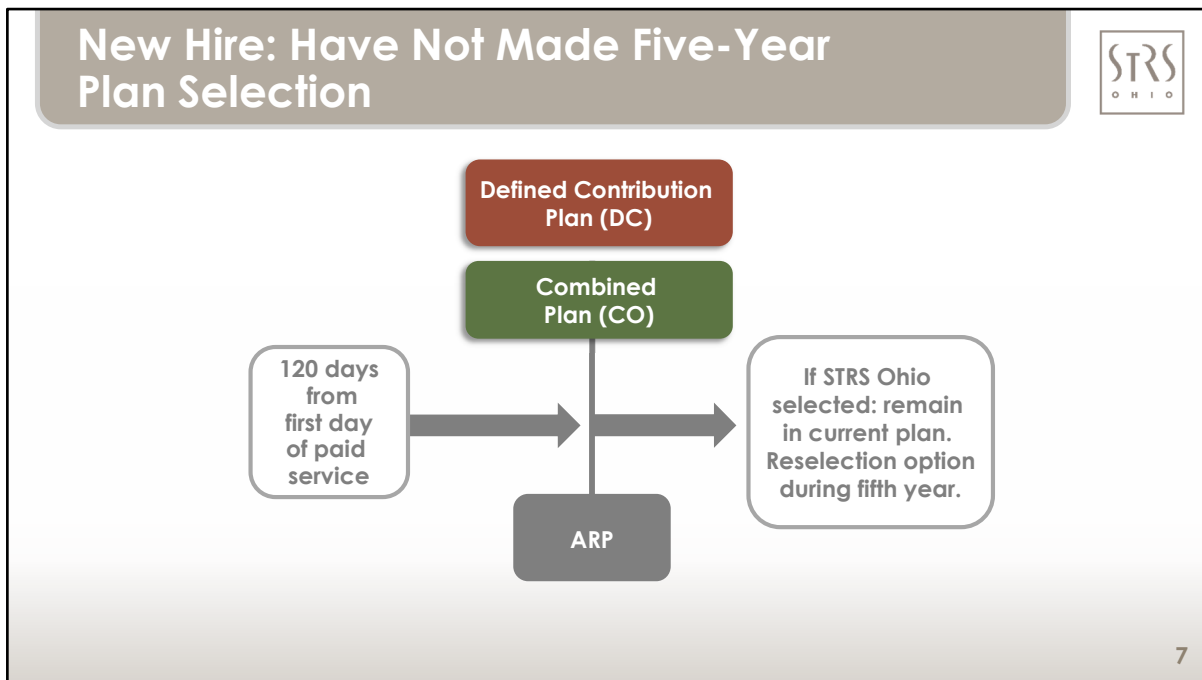 New Hire: Have Not Made Five-Year
Plan Selection
STRS
OHIO
Defined Contribution
Plan (DC)
Combined
Plan (CO)
120 days
from
first day
of paid
service
If STRS Ohio
selected: remain
in current plan.
Reselection option
during fifth year.
ARP
7